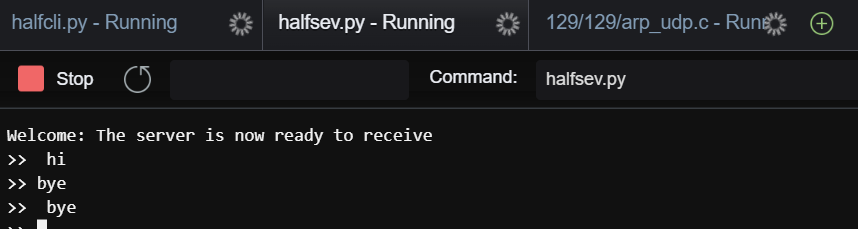 halfcli.py - Running halfsev.py - Running 129/129/arp_udp.c - Runn
Stop Command: halfsev.py
Welcome: The server is now ready to receive
>>  hi
>> bye
>>  bye
>>